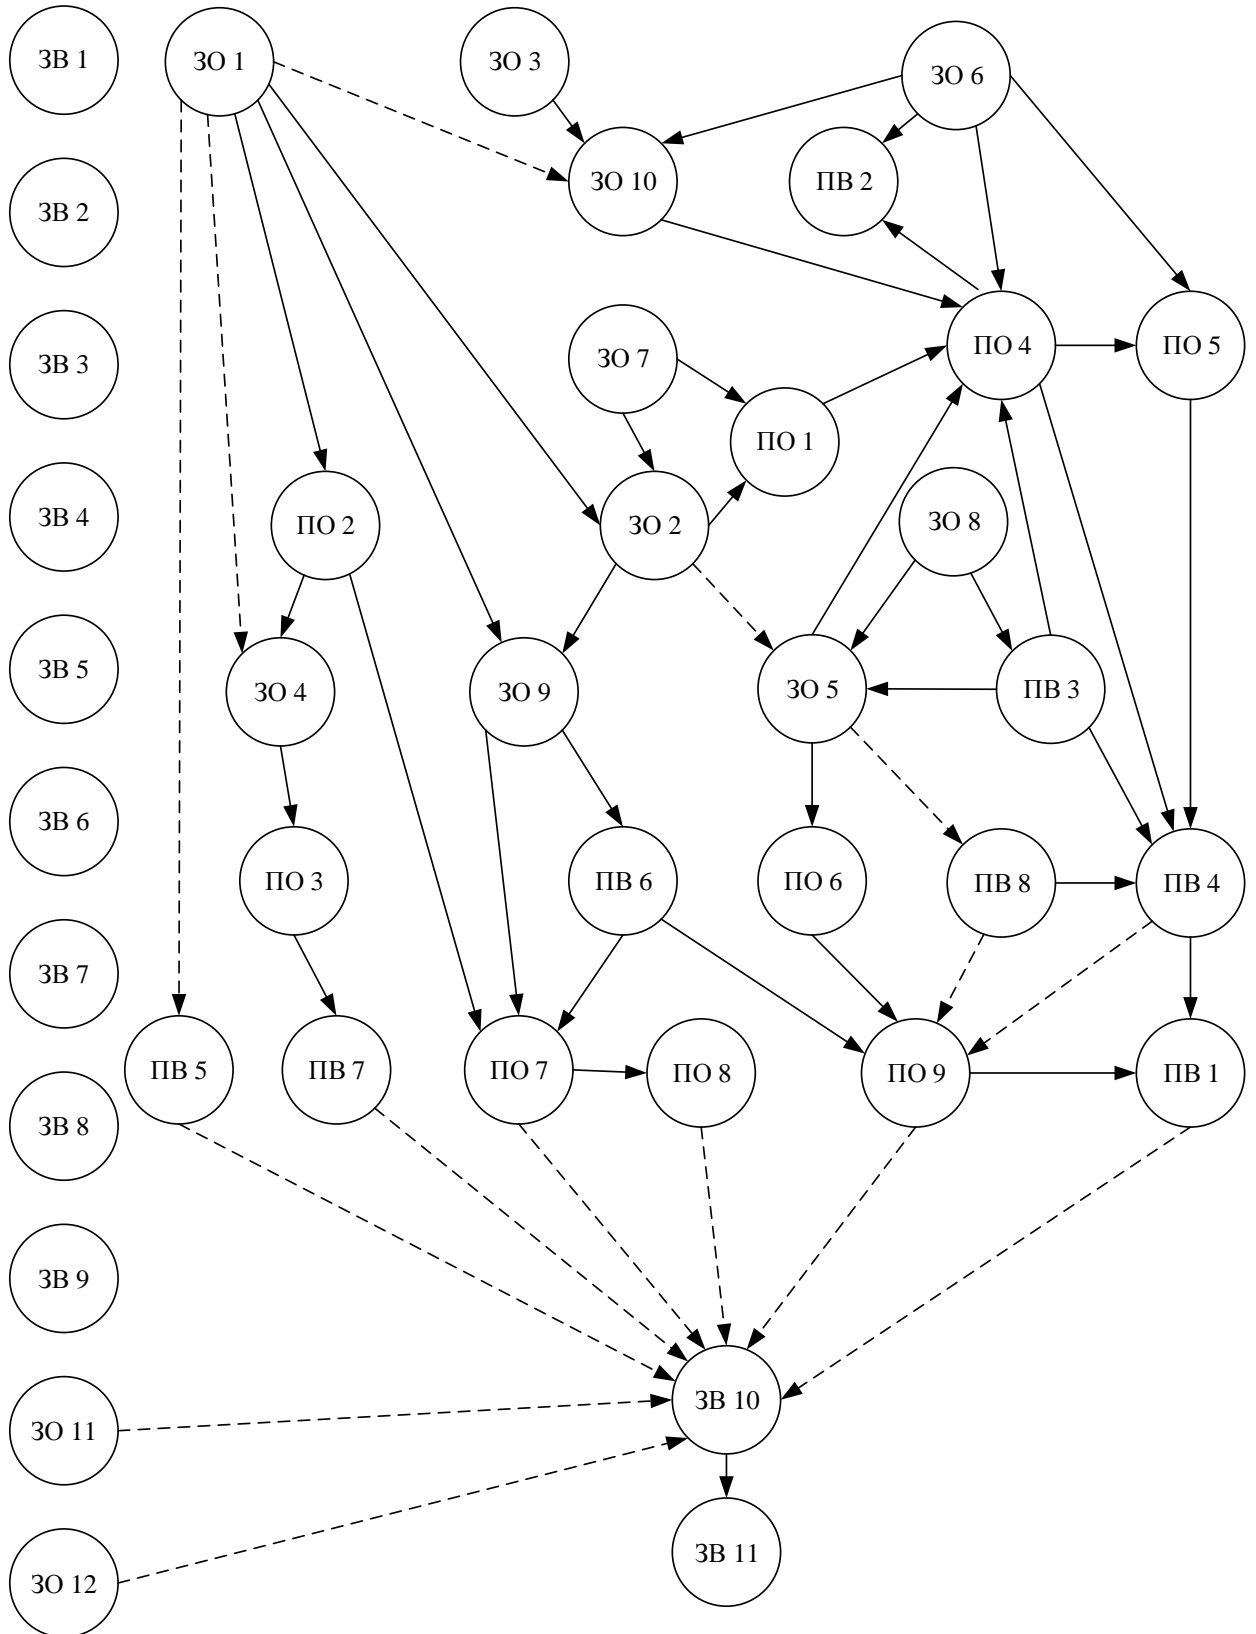 ЗВ 1
ЗО 1
ЗО 3
ЗО 6
ЗВ 2
ЗО 10
ПВ 2
ЗВ 3
ЗО 7
ПО 4
ПО 5
ПО 1
ЗВ 4
ПО 2
ЗО 2
ЗО 8
ЗВ 5
ЗО 4
ЗО 9
ЗО 5
ПВ 3
ЗВ 6
ПО 3
ПВ 6
ПО 6
ПВ 8
ПВ 4
ЗВ 7
ПВ 5
ПВ 7
ПО 7
ПО 8
ПО 9
ПВ 1
ЗВ 8
ЗВ 9
ЗВ 10
ЗО 11
ЗВ 11
ЗО 12